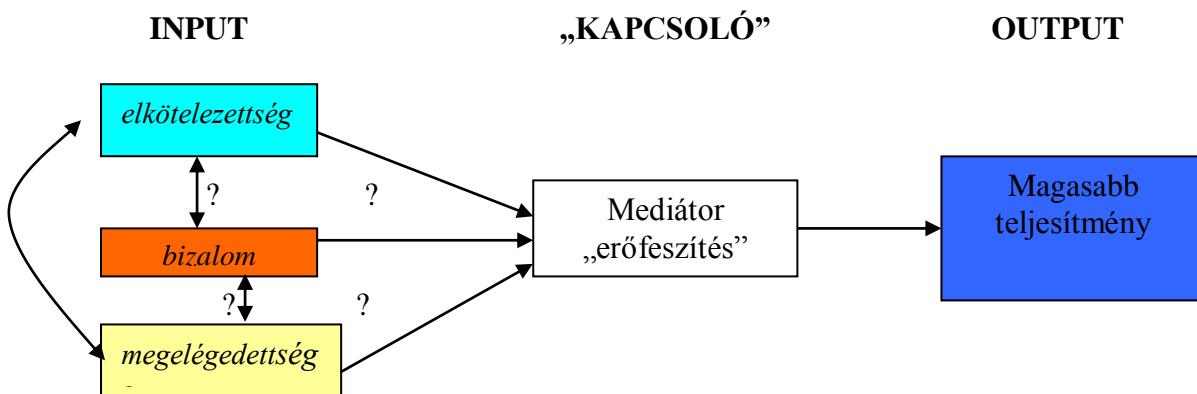 INPUT „KAPCSOLÓ” OUTPUT
elkötelezettség
? ?
Magasabb
teljesítmény
Mediátor
„erőfeszítés”
bizalom
? ?
megelégedettség